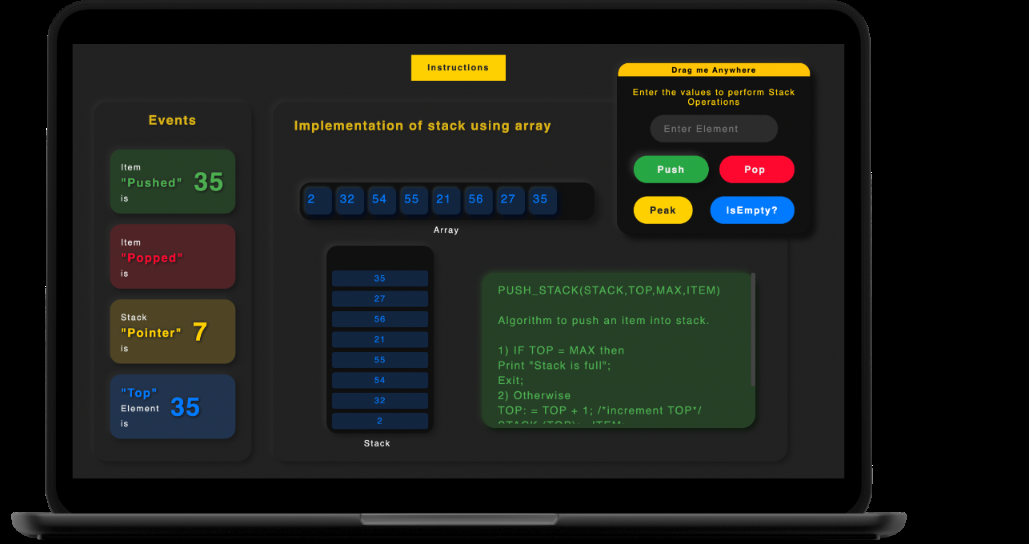 Instructions
Events
Item
"Pushed"
is
35
Item
"Popped"
is
Stack
"Pointer"
is
7
"Top"
Element
is
35
Implementation of stack using array
2 32 54 55 21 56 27 35
Array
35
27
56
21
55
54
32
2
Stack
PUSH_STACK(STACK,TOP,MAX,ITEM)
Algorithm to push an item into stack.
1) IF TOP = MAX then
Print "Stack is full";
Exit;
2) Otherwise
TOP: = TOP + 1; /*increment TOP*/
Drag me Anywhere
Enter the values to perform Stack
Operations
Enter Element
Push Pop
Peak IsEmpty?